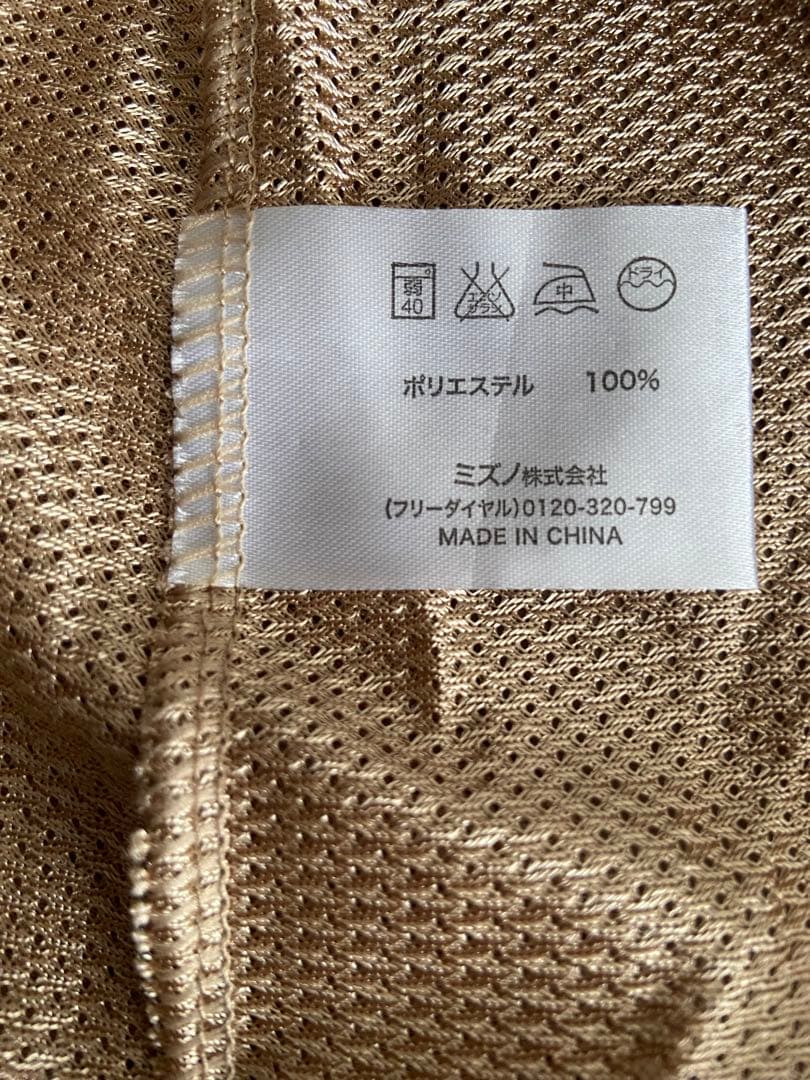 弱 40 エンソ サラシ 中 ドライ
ポリエステル 100%
ミズノ株式会社
(フリーダイヤル)0120-320-799
MADE IN CHINA